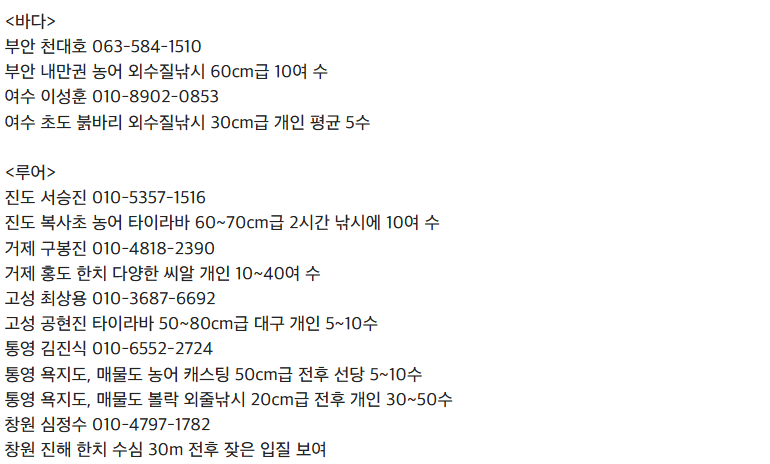 <바다>
부안 천대호 063-584-1510
부안 내만권 농어 외수질낚시 60cm급 10여 수
여수 이성훈 010-8902-0853
여수 초도 붉바리 외수질낚시 30cm급 개인 평균 5수
<루어>
진도 서승진 010-5357-1516
진도 복사초 농어 타이라바 60~70cm급 2시간 낚시에 10여 수
거제 구봉진 010-4818-2390
거제 홍도 한치 다양한 씨알 개인 10~40여 수
고성 최상용 010-3687-6692
고성 공현진 타이라바 50~80cm급 대구 개인 5~10수
통영 김진식 010-6552-2724
통영 욕지도, 매물도 농어 캐스팅 50cm급 전후 선당 5~10수
통영 욕지도, 매물도 볼락 외줄낚시 20cm급 전후 개인 30~50수
창원 심정수 010-4797-1782
창원 진해 한치 수심 30m 전후 잦은 입질 보여